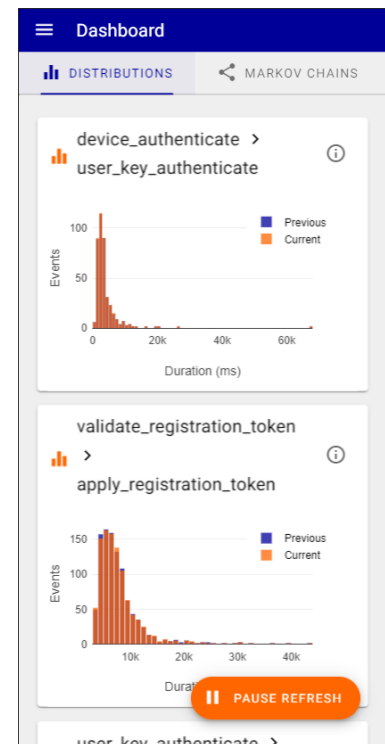 Dashboard
DISTRIBUTIONS
MARKOV CHAINS
device_authenticate >
user_key_authenticate
100
50
0
Events
0 20k 40k 60k
Duration (ms)
Previous
Current
validate_registration_token
>
apply_registration_token
150
100
50
0
Events
10k 20k 30k 40k
Previous
Current
PAUSE REFRESH
user_key_authenticate >